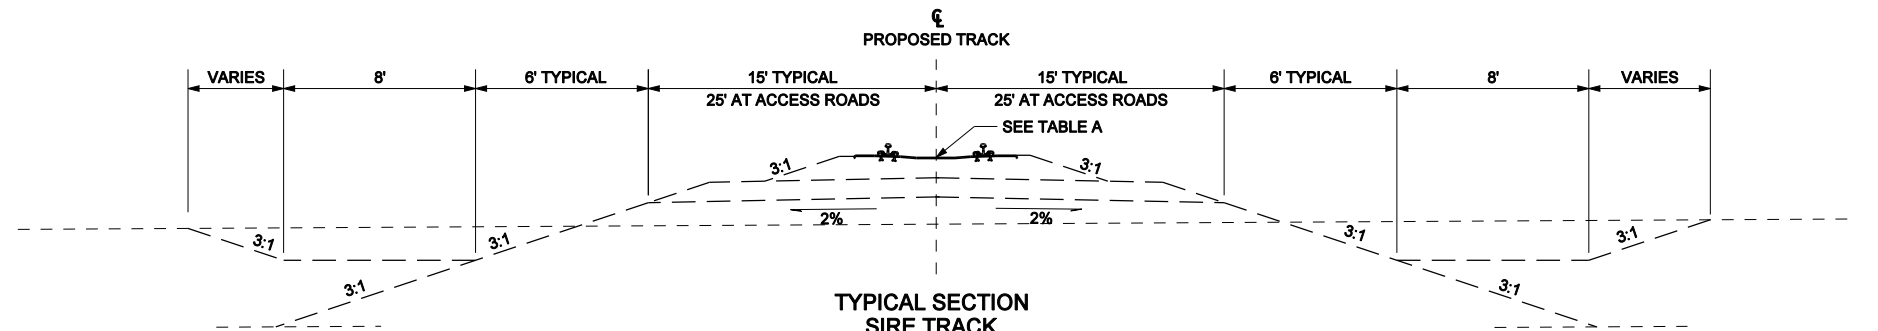 ℄
PROPOSED TRACK
VARIES 8' 6' TYPICAL 15' TYPICAL 15' TYPICAL 6' TYPICAL 8' VARIES
25' AT ACCESS ROADS 25' AT ACCESS ROADS
SEE TABLE A
3:1 3:1
2% 2%
3:1 3:1 3:1 3:1
3:1 3:1
TYPICAL SECTION
SIRE TRACK